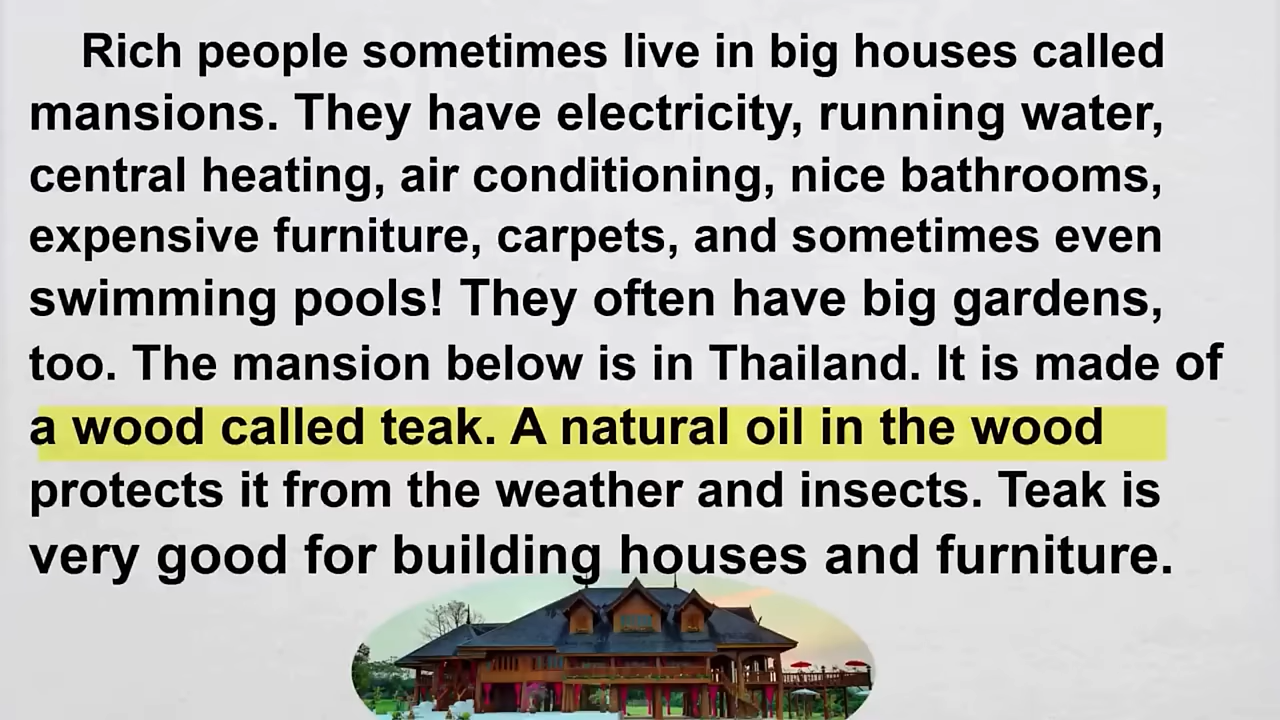 Rich people sometimes live in big houses called
mansions. They have electricity, running water,
central heating, air conditioning, nice bathrooms,
expensive furniture, carpets, and sometimes even
swimming pools! They often have big gardens,
too. The mansion below is in Thailand. It is made of
a wood called teak. A natural oil in the wood
protects it from the weather and insects. Teak is
very good for building houses and furniture.